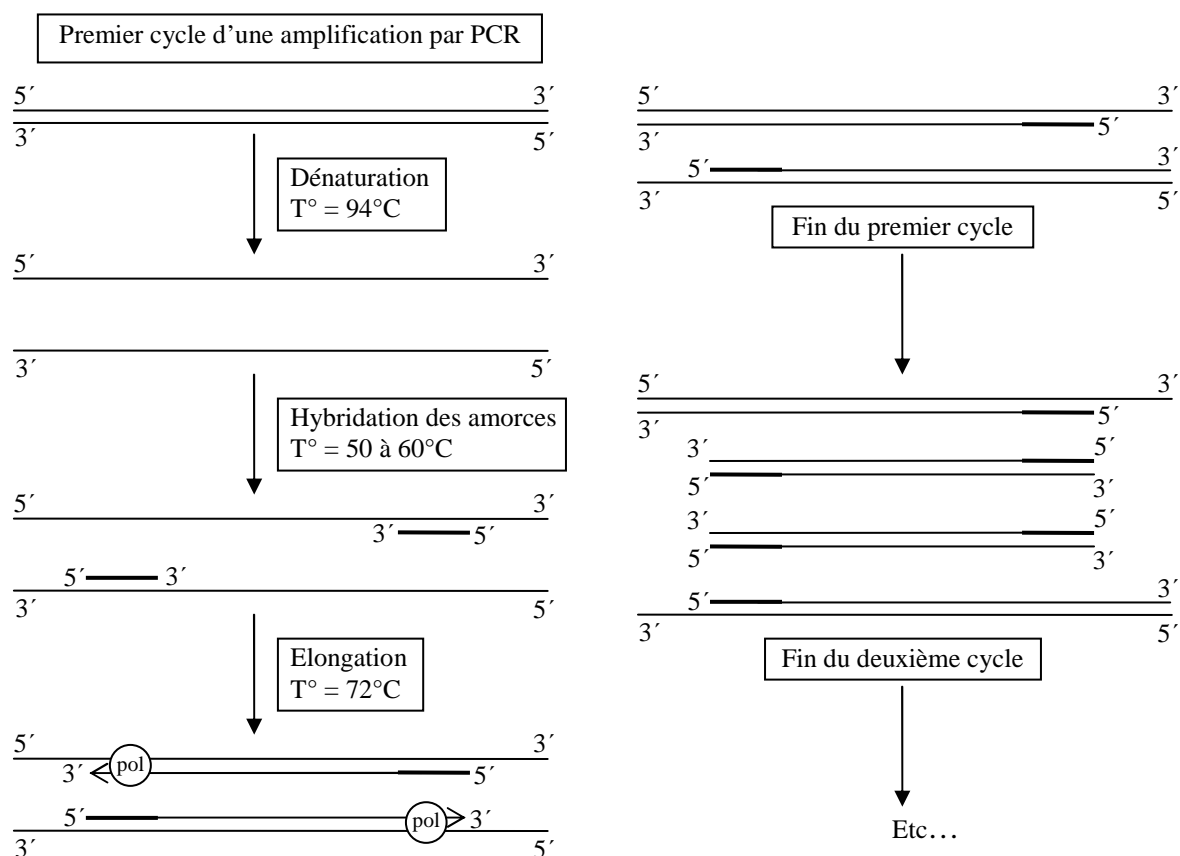 Premier cycle d′une amplification par PCR
5′ 3′
3′ 5′
Dénaturation
T° = 94°C
5′ 3′
3′ 5′
Hybridation des amorces
T° = 50 à 60°C
5′ 3′
3′ 5′
5′ 3′
3′ 5′
Elongation
T° = 72°C
5′ 3′
3′ pol 5′
5′ pol 3′
3′ 5′
5′ 3′
3′ 5′
5′ 3′
3′ 5′
Fin du premier cycle
5′ 3′
3′ 5′
3′ 5′
5′ 3′
3′ 5′
5′ 3′
5′ 3′
3′ 5′
Fin du deuxième cycle
Etc…